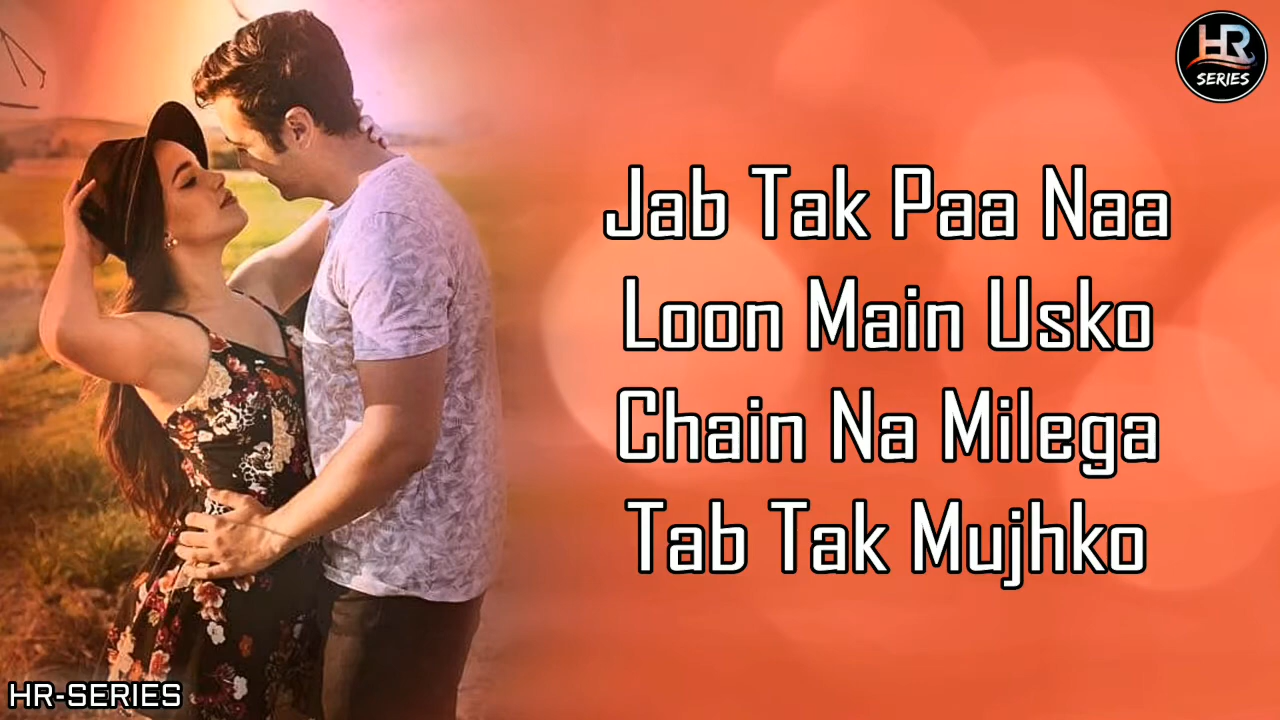 HR
SERIES
Jab Tak Paa Naa
Loon Main Usko
Chain Na Milega
Tab Tak Mujhko
HR-SERIES